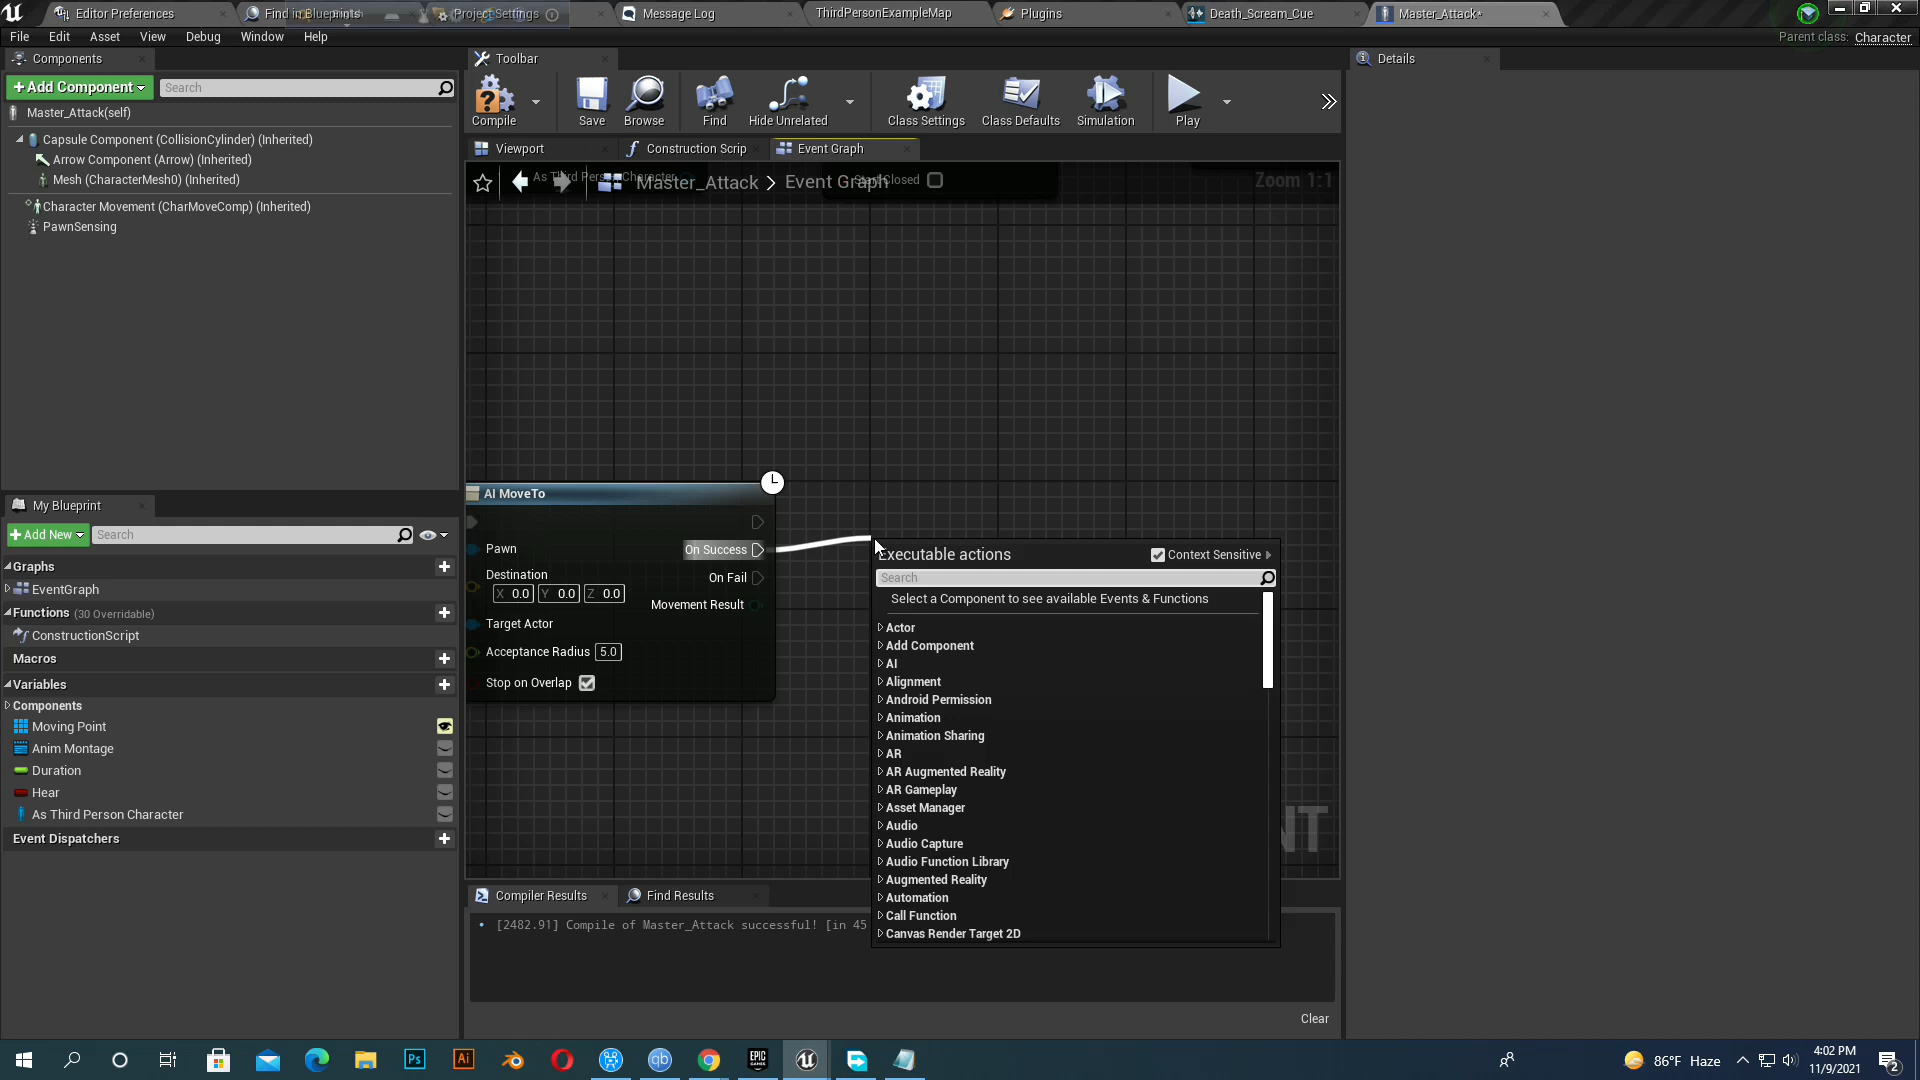 Editor Preferences
Find in Blueprints
Project Settings
Message Log
ThirdPersonExampleMap
Plugins
Death_Scream_Cue
Master_Attack*
File Edit Asset View Debug Window Help
Parent class: Character
Components
Toolbar
Details
+Add Component
Search
Master_Attack(self)
Capsule Component (CollisionCylinder) (Inherited)
Arrow Component (Arrow) (Inherited)
Mesh (CharacterMesh0) (Inherited)
Character Movement (CharMoveComp) (Inherited)
PawnSensing
Compile Save Browse Find Hide Unrelated Class Settings Class Defaults Simulation Play
Viewport
Construction Scrip
Event Graph
As Third Person Character
Master_Attack > Event Graph
Closed
Zoom 1:1
AI MoveTo
Pawn
On Success
Destination
X 0.0 Y 0.0 Z 0.0
On Fail
Movement Result
Target Actor
Acceptance Radius 5.0
Stop on Overlap
Executable actions
Context Sensitive
Search
Select a Component to see available Events & Functions
Actor
Add Component
AI
Alignment
Android Permission
Animation
Animation Sharing
AR
AR Augmented Reality
AR Gameplay
Asset Manager
Audio
Audio Capture
Audio Function Library
Augmented Reality
Automation
Call Function
Canvas Render Target 2D
NT
My Blueprint
+Add New
Search
Graphs
EventGraph
Functions (30 Overridable)
ConstructionScript
Macros
Variables
Components
Moving Point
Anim Montage
Duration
Hear
As Third Person Character
Event Dispatchers
Compiler Results
Find Results
[2482.91] Compile of Master_Attack successful! [in 45
Clear
Ps
Ai
qb
EPIC
GAMES
86°F Haze
4:02 PM
11/9/2021
2